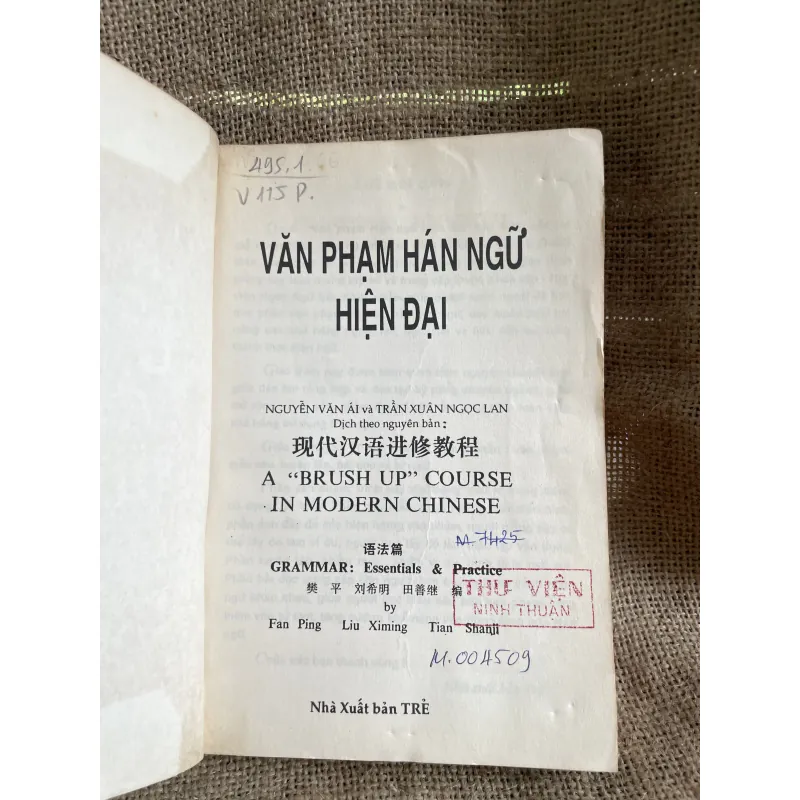 495.1
V115P.
VĂN PHẠM HÁN NGỮ
HIỆN ĐẠI
NGUYỄN VĂN ÁI và TRẦN XUÂN NGỌC LAN
Dịch theo nguyên bản:
现代汉语进修教程
A “BRUSH UP” COURSE
IN MODERN CHINESE
M 7425
语法篇
GRAMMAR: Essentials & Practice
樊 平 刘希明 田善继 编
THƯ VIỆN
NINH THUẬN
by
Fan Ping Liu Ximing Tian Shanji
M.004509
Nhà Xuất bản TRẺ